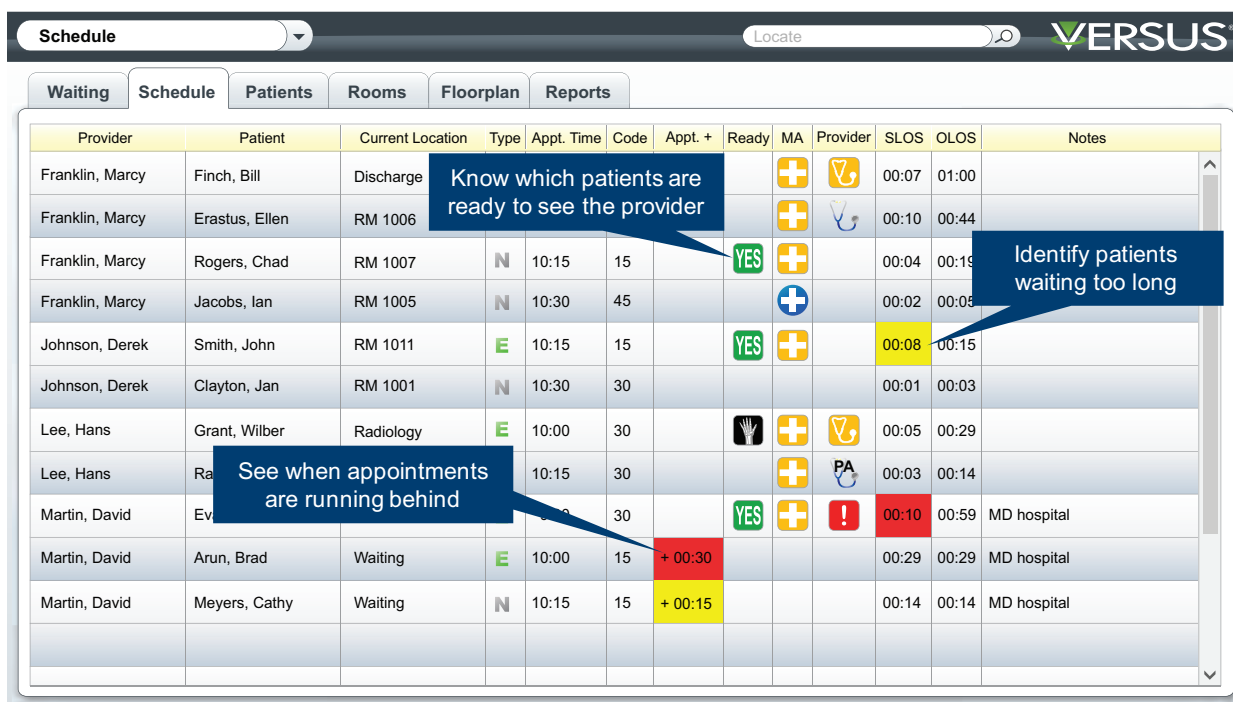 Schedule
Locate
VERSUS
Waiting Schedule Patients Rooms Floorplan Reports
Provider Patient Current Location Type Appt. Time Code Appt. + Ready MA Provider SLOS OLOS Notes
Franklin, Marcy Finch, Bill Discharge 00:07 01:00
Know which patients are
ready to see the provider
Franklin, Marcy Erastus, Ellen RM 1006 00:10 00:44
Franklin, Marcy Rogers, Chad RM 1007 N 10:15 15 YES 00:04 00:19
Identify patients
waiting too long
Franklin, Marcy Jacobs, Ian RM 1005 N 10:30 45 00:02 00:05
Johnson, Derek Smith, John RM 1011 E 10:15 15 YES 00:08 00:15
Johnson, Derek Clayton, Jan RM 1001 N 10:30 30 00:01 00:03
Lee, Hans Grant, Wilber Radiology E 10:00 30 00:05 00:29
See when appointments
are running behind
Lee, Hans 10:15 30 PA 00:03 00:14
Martin, David 30 YES ! 00:10 00:59 MD hospital
Martin, David Arun, Brad Waiting E 10:00 15 + 00:30 00:29 00:29 MD hospital
Martin, David Meyers, Cathy Waiting N 10:15 15 + 00:15 00:14 00:14 MD hospital